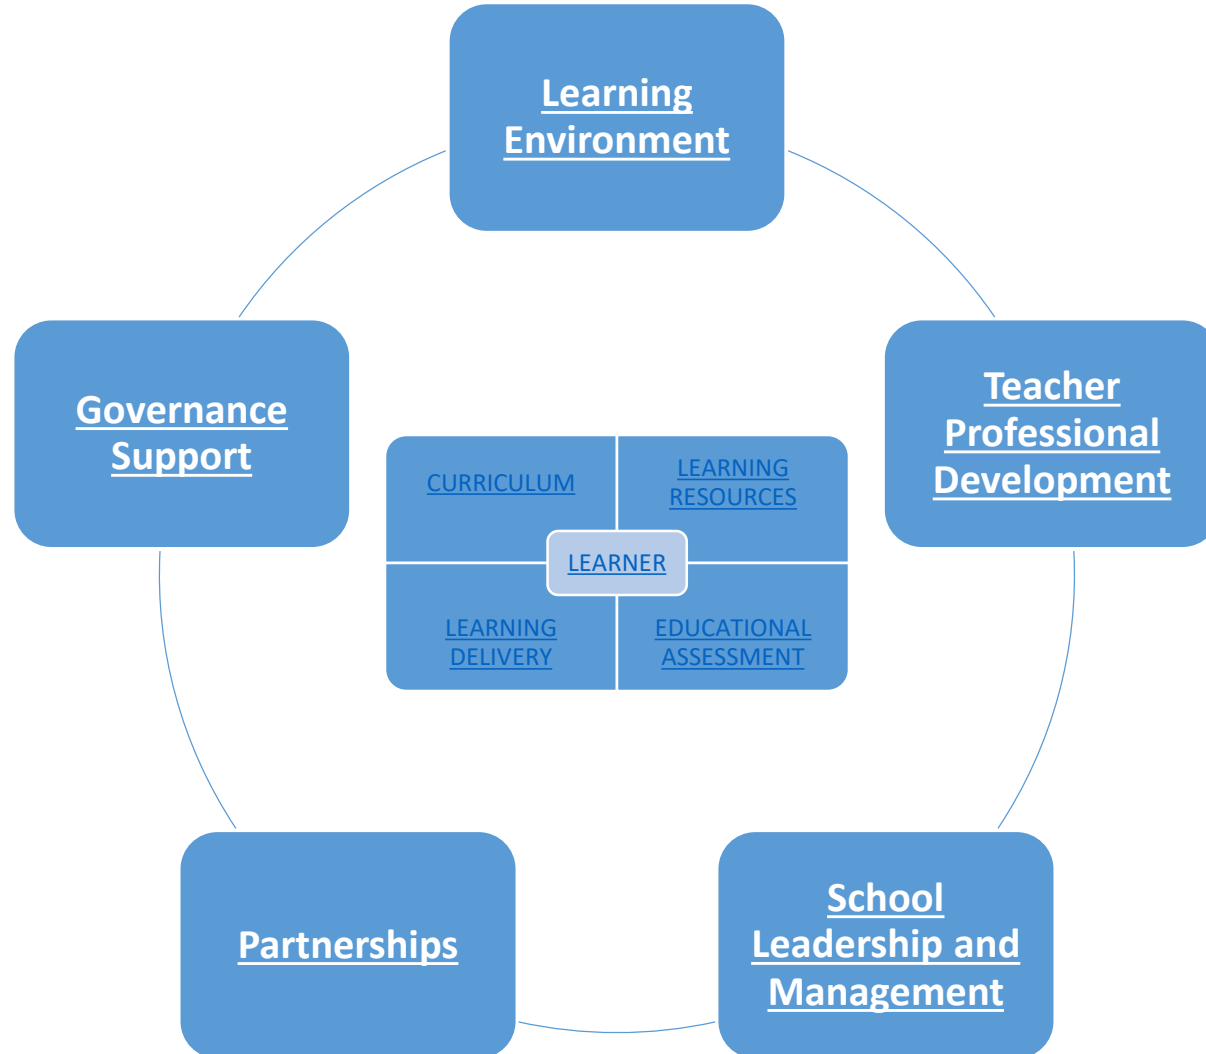 Learning
Environment
Governance
Support
Teacher
Professional
Development
CURRICULUM
LEARNING
RESOURCES
LEARNER
LEARNING
DELIVERY
EDUCATIONAL
ASSESSMENT
Partnerships
School
Leadership and
Management